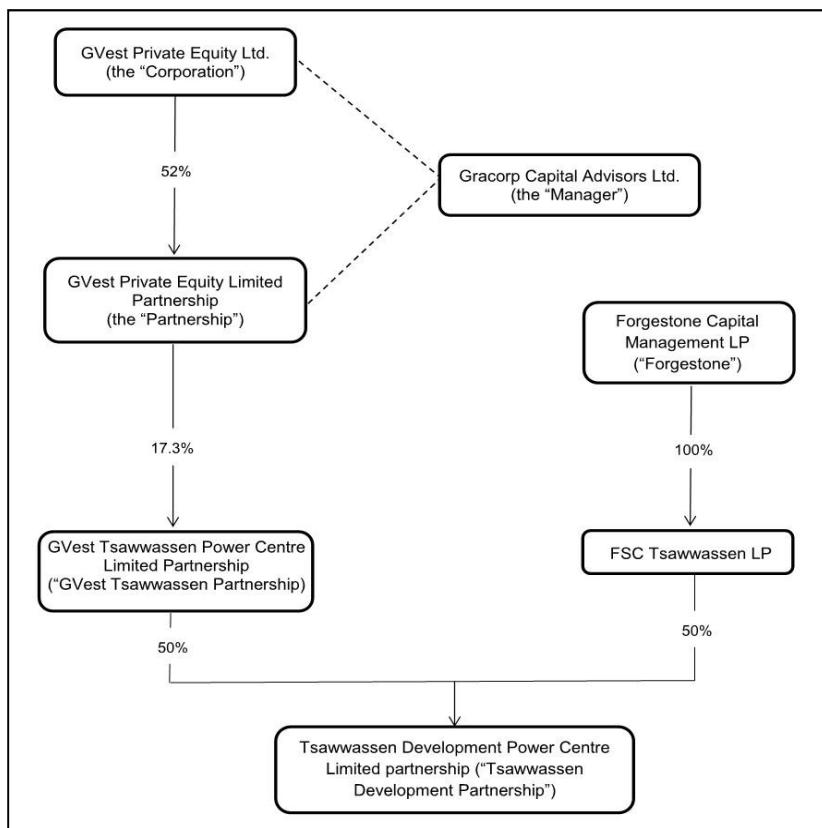 GVest Private Equity Ltd.
(the “Corporation”)
52%
Gracorp Capital Advisors Ltd.
(the “Manager”)
GVest Private Equity Limited
Partnership
(the “Partnership”)
Forgestone Capital
Management LP
(“Forgestone”)
17.3%
100%
GVest Tsawwassen Power Centre
Limited Partnership
(“GVest Tsawwassen Partnership)
FSC Tsawwassen LP
50%
50%
Tsawwassen Development Power Centre
Limited partnership (“Tsawwassen
Development Partnership”)